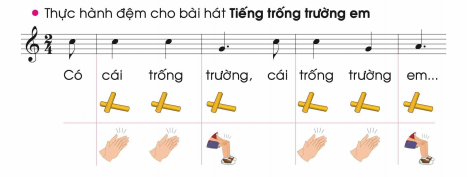 Thực hành đệm cho bài hát Tiếng trống trường em
2
4
Có cái trống trường, cái trống trường em...